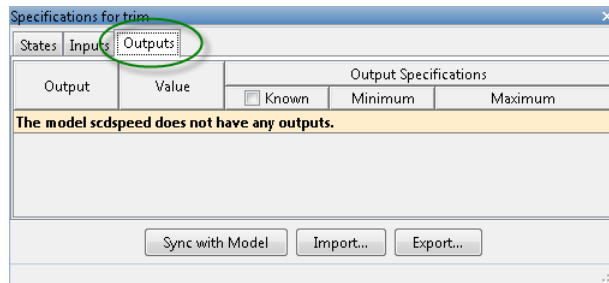 Specifications for trim
States Inputs Outputs
Output Value Output Specifications
Known Minimum Maximum
The model scdspeed does not have any outputs.
Sync with Model Import... Export...